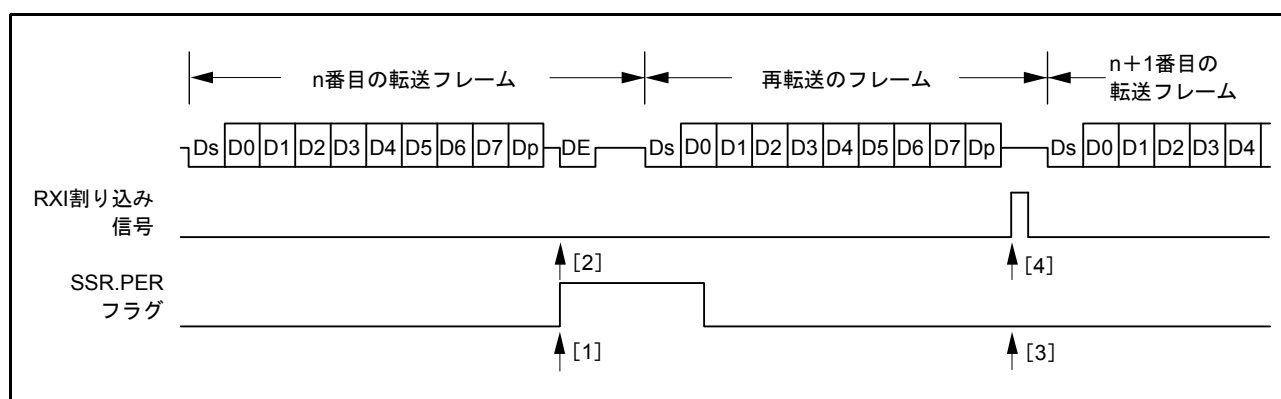 n番目の転送フレーム
再転送のフレーム
n+1番目の
転送フレーム
Ds D0 D1 D2 D3 D4 D5 D6 D7 Dp DE Ds D0 D1 D2 D3 D4 D5 D6 D7 Dp Ds D0 D1 D2 D3 D4
RXI割り込み
信号
[2]
[4]
SSR.PER
フラグ
[1]
[3]